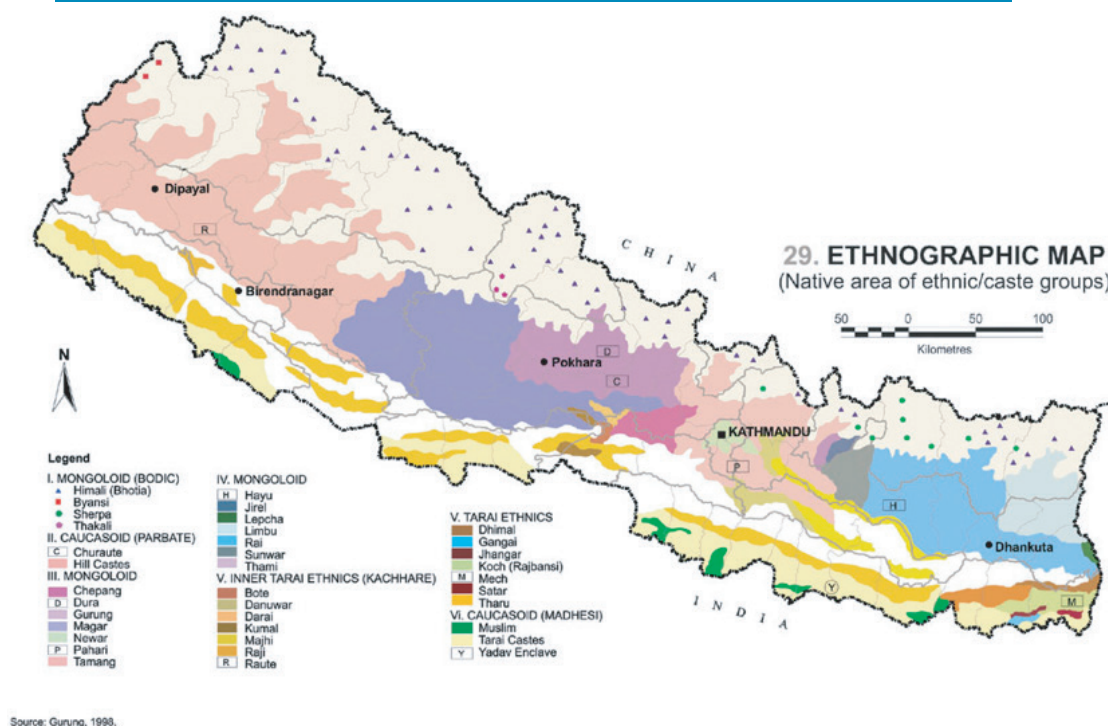 CHINA
29. ETHNOGRAPHIC MAP
(Native area of ethnic/caste groups)
50 0 50 100
Kilometres
Dipayal
R
Birendranagar
N
D
Pokhara
C
KATHMANDU
P
H
Dhankuta
Y
M
INDIA
Legend
I. MONGOLOID (BODIC)
Himali (Bhotia)
Byansi
Sherpa
Thakali
II. CAUCASOID (PARBATE)
C Churaute
Hill Castes
III. MONGOLOID
Chepang
D Dura
Gurung
Magar
Newar
P Pahari
Tamang
IV. MONGOLOID
H Hayu
Jirel
Lepcha
Limbu
Rai
Sunwar
Thami
V. INNER TARAI ETHNICS (KACHHARE)
Bote
Danuwar
Darai
Kumal
Majhi
Raji
R Raute
V. TARAI ETHNICS
Dhimal
Gangai
Jhangar
Koch (Rajbansi)
M Mech
Satar
Tharu
Vi. CAUCASOID (MADHESI)
Muslim
Tarai Castes
Y Yadav Enclave
Source: Gurung, 1998.